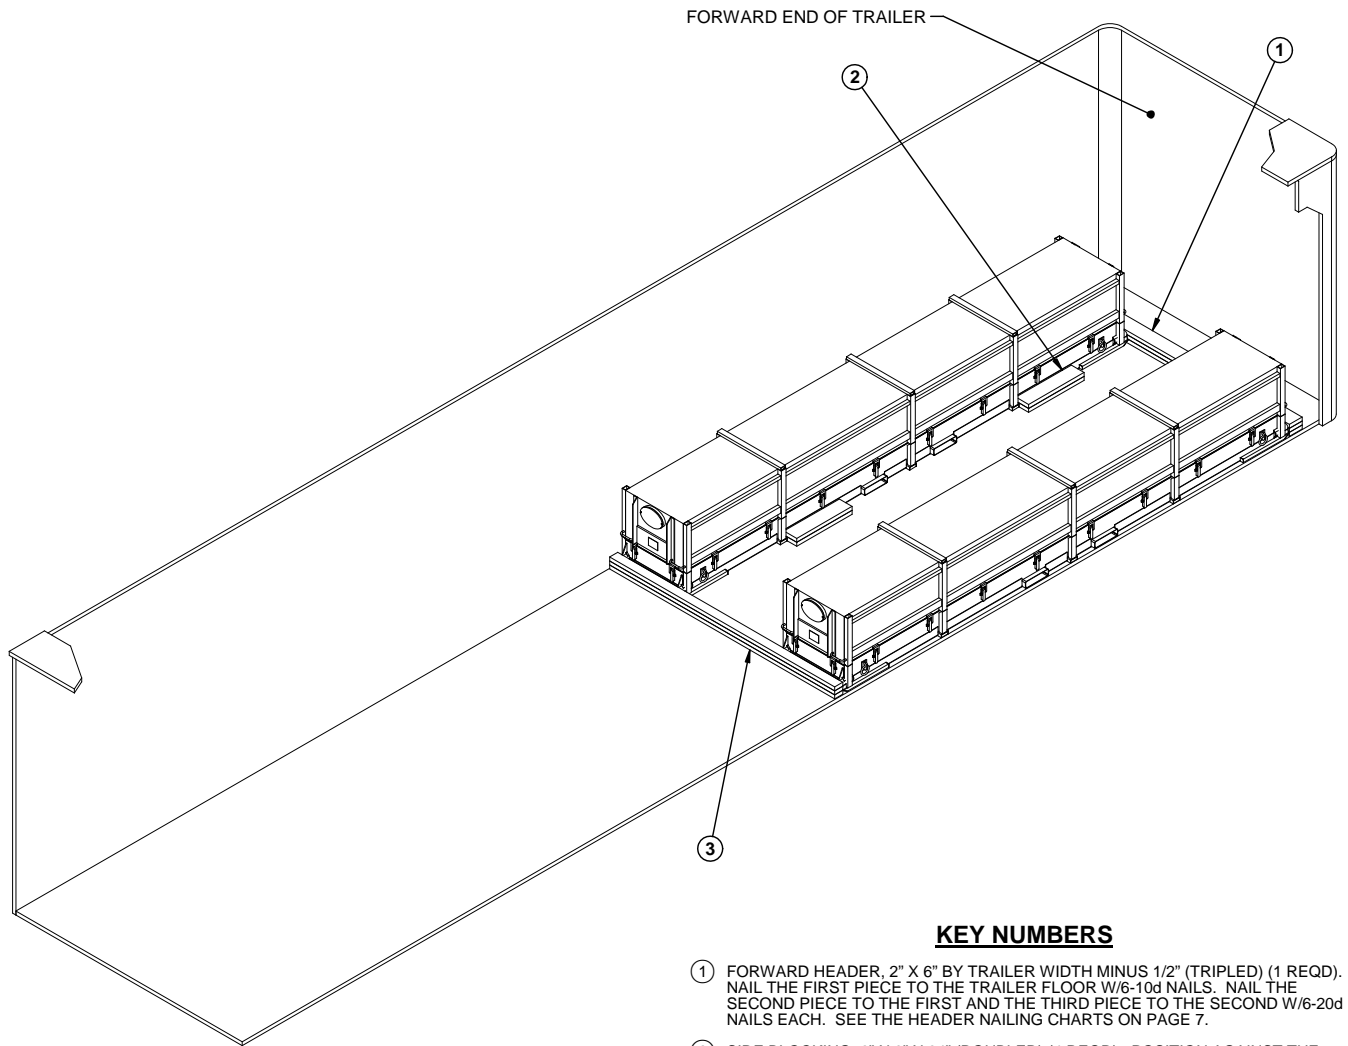 FORWARD END OF TRAILER
1
2
3
KEY NUMBERS
1 FORWARD HEADER, 2" X 6" BY TRAILER WIDTH MINUS 1/2" (TRIPLED) (1 REQD).
NAIL THE FIRST PIECE TO THE TRAILER FLOOR W/6-10d NAILS. NAIL THE
SECOND PIECE TO THE FIRST AND THE THIRD PIECE TO THE SECOND W/6-20d
NAILS EACH. SEE THE HEADER NAILING CHARTS ON PAGE 7.